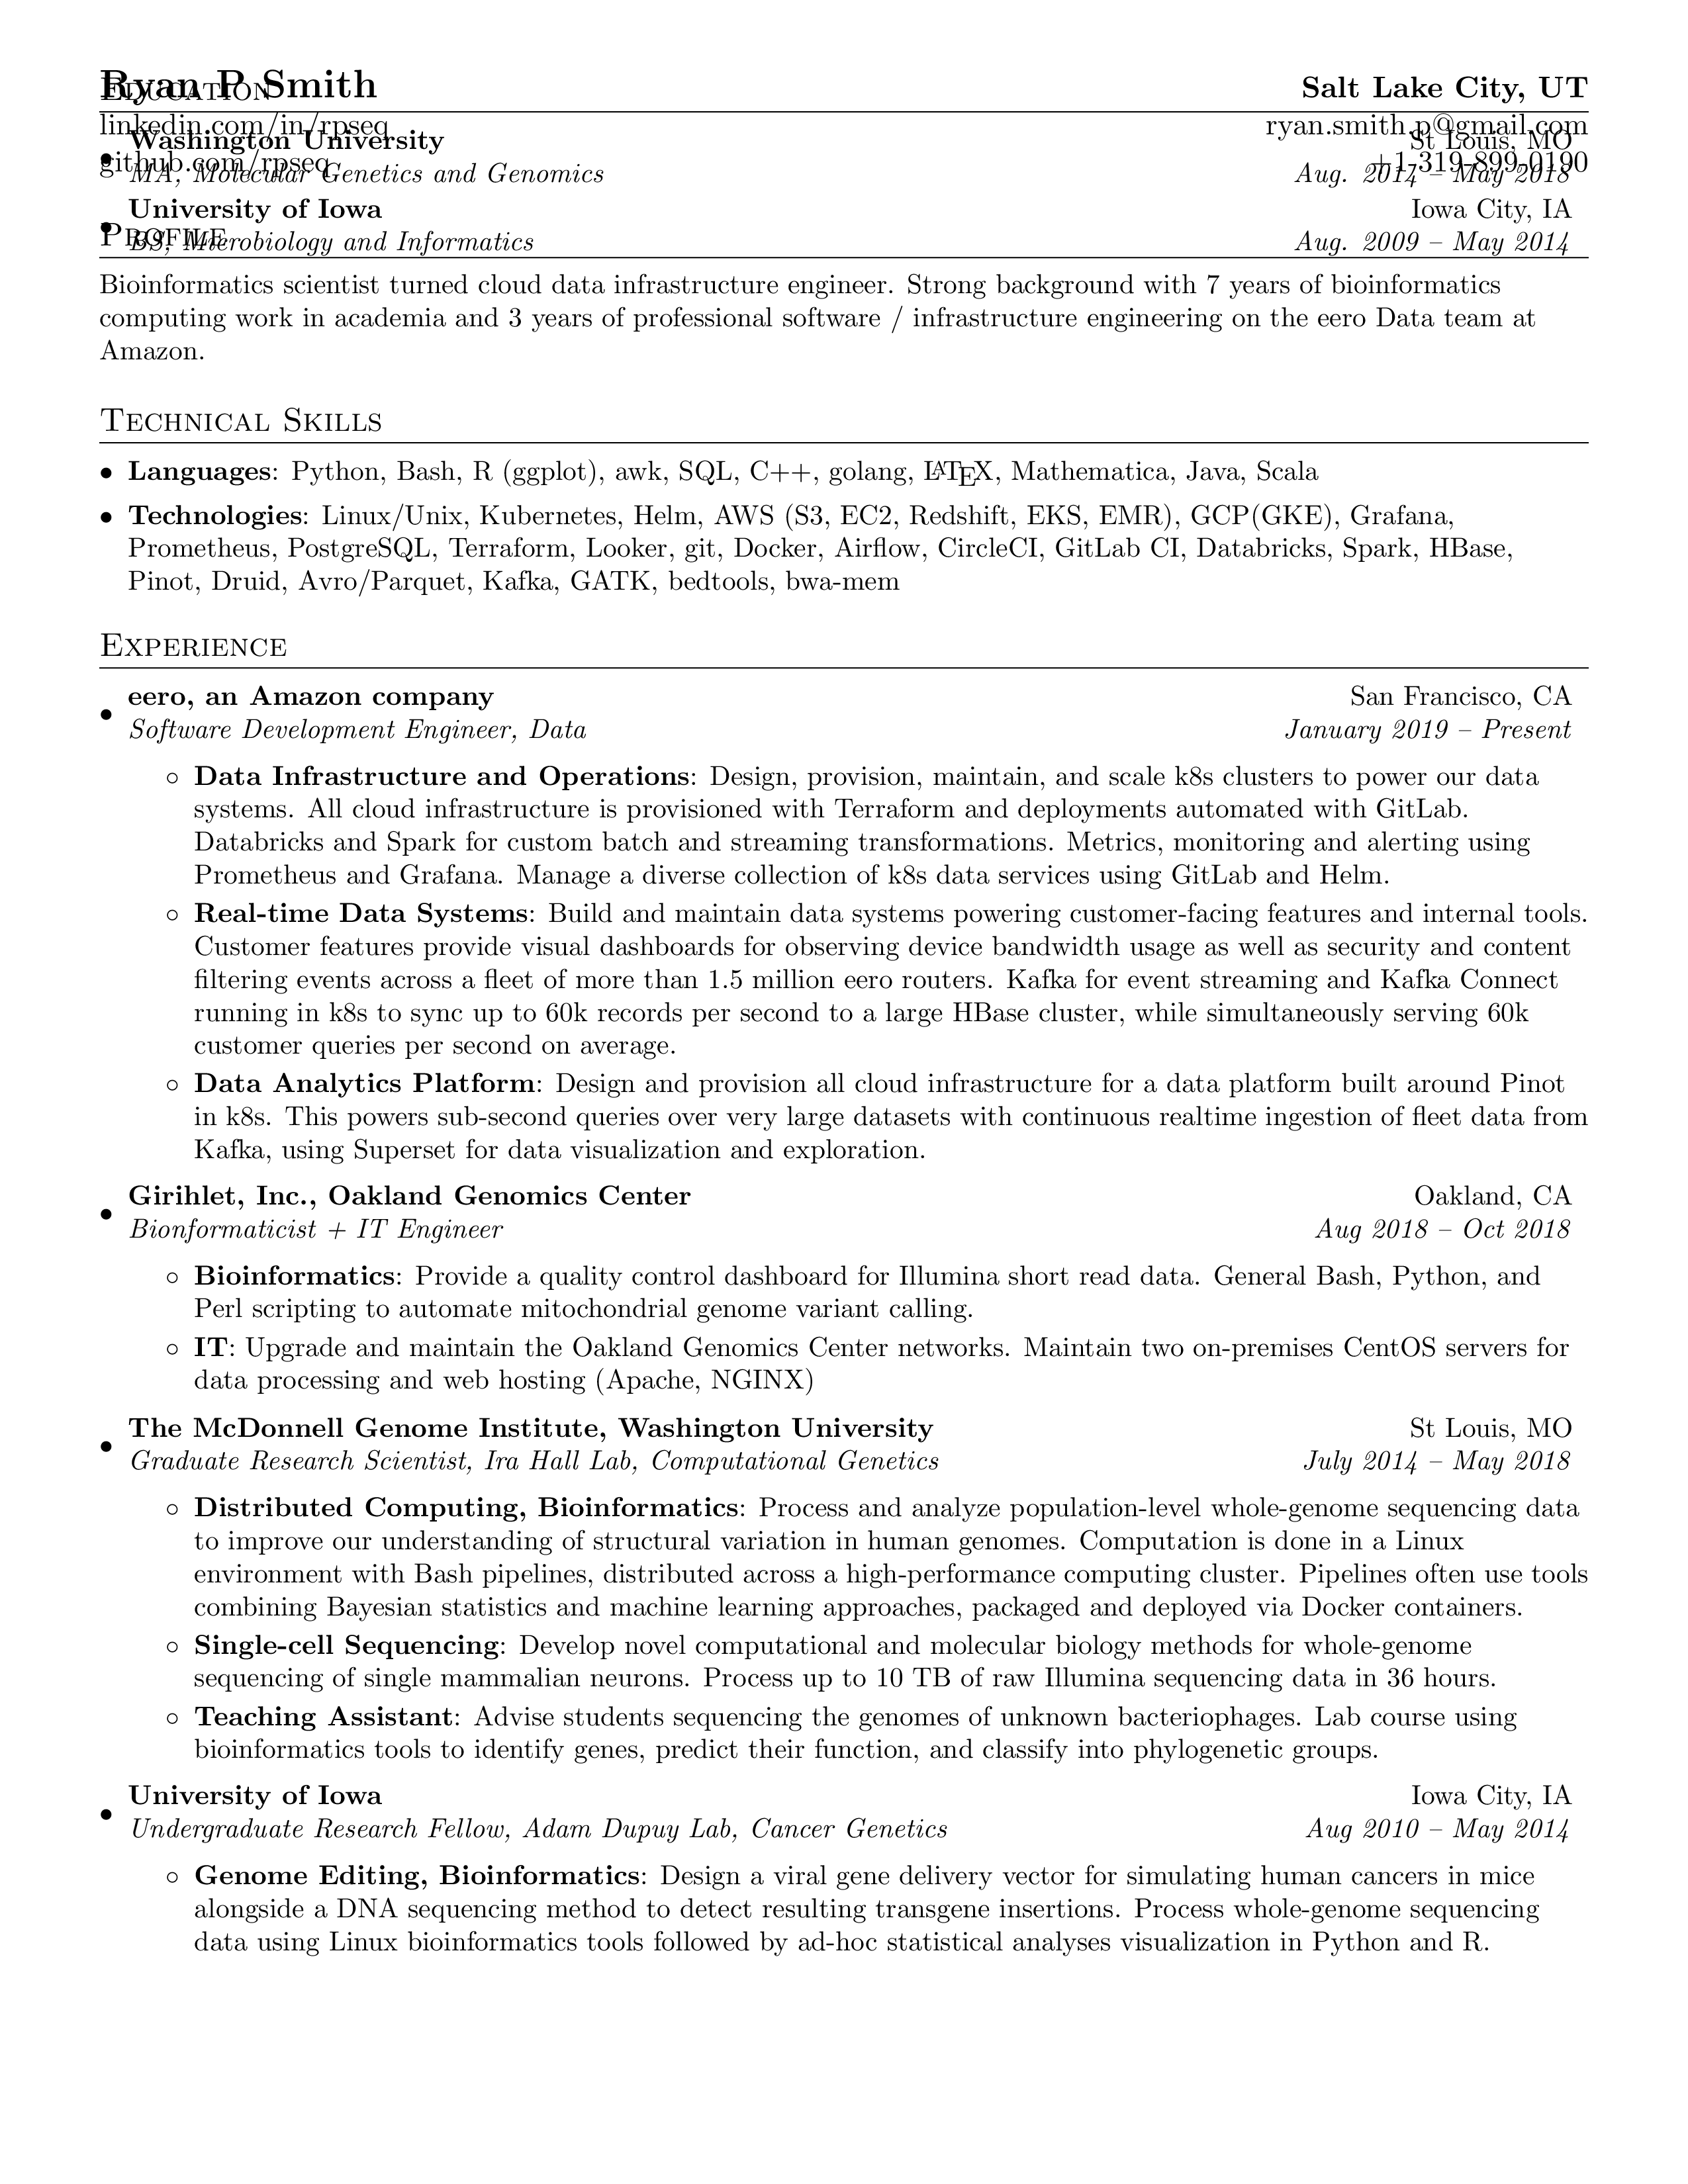 Ryan P Smith
Salt Lake City, UT
linkedin.com/in/rpseq
ryan.smith.p@gmail.com
github.com/rpseq
+1-319-899-0190
Education
• Washington University
St Louis, MO
MA, Molecular Genetics and Genomics
Aug. 2014 – May 2018
• University of Iowa
Iowa City, IA
BS, Microbiology and Informatics
Aug. 2009 – May 2014
Profile
Bioinformatics scientist turned cloud data infrastructure engineer. Strong background with 7 years of bioinformatics
computing work in academia and 3 years of professional software / infrastructure engineering on the eero Data team at
Amazon.
Technical Skills
• Languages: Python, Bash, R (ggplot), awk, SQL, C++, golang, LATEX, Mathematica, Java, Scala
• Technologies: Linux/Unix, Kubernetes, Helm, AWS (S3, EC2, Redshift, EKS, EMR), GCP(GKE), Grafana,
Prometheus, PostgreSQL, Terraform, Looker, git, Docker, Airflow, CircleCI, GitLab CI, Databricks, Spark, HBase,
Pinot, Druid, Avro/Parquet, Kafka, GATK, bedtools, bwa-mem
Experience
• eero, an Amazon company
San Francisco, CA
Software Development Engineer, Data
January 2019 – Present
◦ Data Infrastructure and Operations: Design, provision, maintain, and scale k8s clusters to power our data
systems. All cloud infrastructure is provisioned with Terraform and deployments automated with GitLab.
Databricks and Spark for custom batch and streaming transformations. Metrics, monitoring and alerting using
Prometheus and Grafana. Manage a diverse collection of k8s data services using GitLab and Helm.
◦ Real-time Data Systems: Build and maintain data systems powering customer-facing features and internal tools.
Customer features provide visual dashboards for observing device bandwidth usage as well as security and content
filtering events across a fleet of more than 1.5 million eero routers. Kafka for event streaming and Kafka Connect
running in k8s to sync up to 60k records per second to a large HBase cluster, while simultaneously serving 60k
customer queries per second on average.
◦ Data Analytics Platform: Design and provision all cloud infrastructure for a data platform built around Pinot
in k8s. This powers sub-second queries over very large datasets with continuous realtime ingestion of fleet data from
Kafka, using Superset for data visualization and exploration.
• Girihlet, Inc., Oakland Genomics Center
Oakland, CA
Bionformaticist + IT Engineer
Aug 2018 – Oct 2018
◦ Bioinformatics: Provide a quality control dashboard for Illumina short read data. General Bash, Python, and
Perl scripting to automate mitochondrial genome variant calling.
◦ IT: Upgrade and maintain the Oakland Genomics Center networks. Maintain two on-premises CentOS servers for
data processing and web hosting (Apache, NGINX)
• The McDonnell Genome Institute, Washington University
St Louis, MO
Graduate Research Scientist, Ira Hall Lab, Computational Genetics
July 2014 – May 2018
◦ Distributed Computing, Bioinformatics: Process and analyze population-level whole-genome sequencing data
to improve our understanding of structural variation in human genomes. Computation is done in a Linux
environment with Bash pipelines, distributed across a high-performance computing cluster. Pipelines often use tools
combining Bayesian statistics and machine learning approaches, packaged and deployed via Docker containers.
◦ Single-cell Sequencing: Develop novel computational and molecular biology methods for whole-genome
sequencing of single mammalian neurons. Process up to 10 TB of raw Illumina sequencing data in 36 hours.
◦ Teaching Assistant: Advise students sequencing the genomes of unknown bacteriophages. Lab course using
bioinformatics tools to identify genes, predict their function, and classify into phylogenetic groups.
• University of Iowa
Iowa City, IA
Undergraduate Research Fellow, Adam Dupuy Lab, Cancer Genetics
Aug 2010 – May 2014
◦ Genome Editing, Bioinformatics: Design a viral gene delivery vector for simulating human cancers in mice
alongside a DNA sequencing method to detect resulting transgene insertions. Process whole-genome sequencing
data using Linux bioinformatics tools followed by ad-hoc statistical analyses visualization in Python and R.